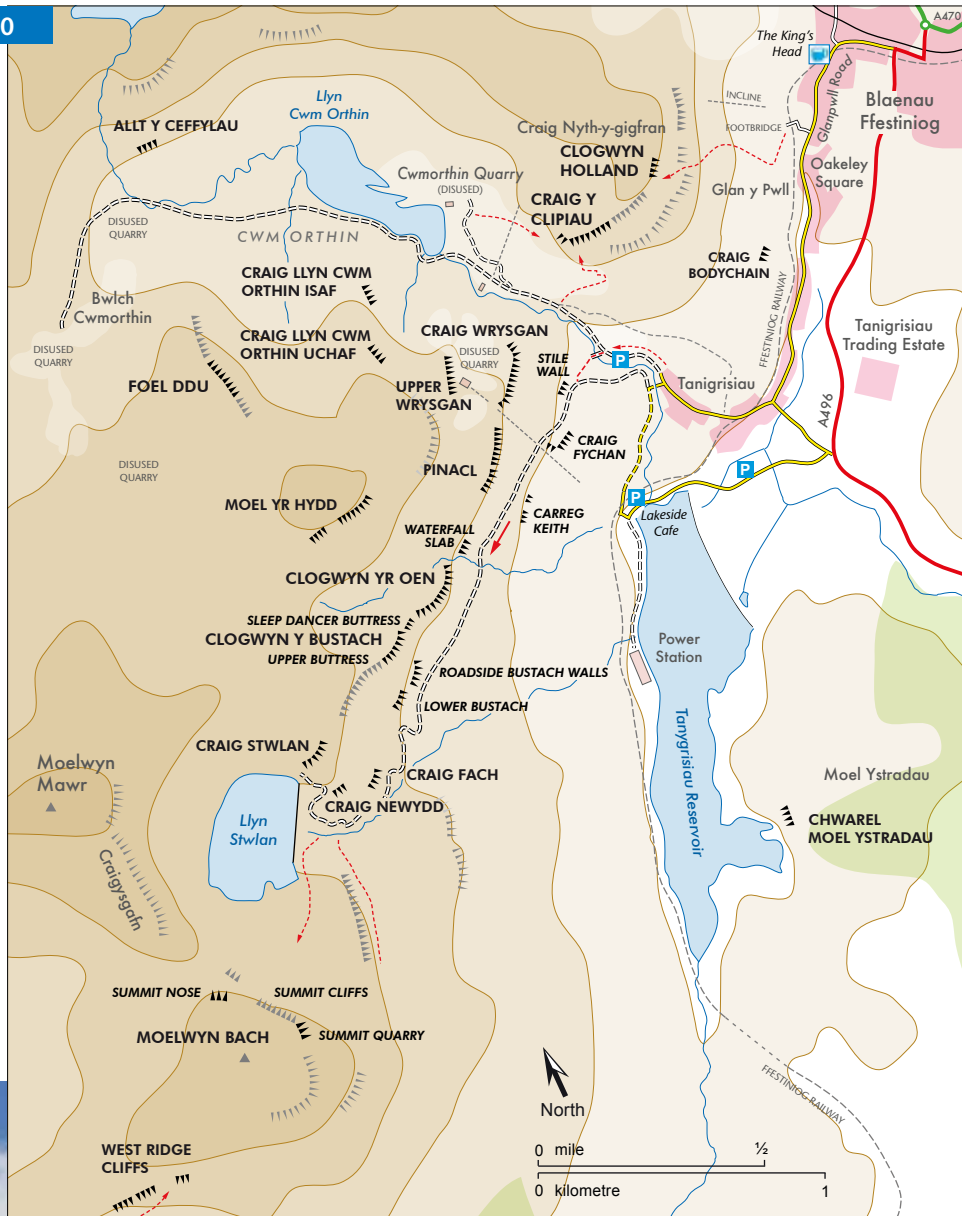 0
A470
The King's
Head
Glanpwll Road
Blaenau
Ffestiniog
INCLINE
FOOTBRIDGE
Llyn
Cwm Orthin
ALLT Y CEFFYLAU
Craig Nyth-y-gigfran
CLOGWYN
HOLLAND
Oakeley
Square
Cwmorthin Quarry
(DISUSED)
Glan y Pwll
CRAIG Y
CLIPIAU
DISUSED
QUARRY
CWM ORTHIN
CRAIG
BODYCHAIN
FFESTINIOG RAILWAY
CRAIG LLYN CWM
ORTHIN ISAF
Bwlch
Cwmorthin
CRAIG LLYN CWM
ORTHIN UCHAF
CRAIG WRYSGAN
DISUSED
QUARRY
STILE
WALL
P
Tanigrisiau
Trading Estate
DISUSED
QUARRY
FOEL DDU
UPPER
WRYSGAN
Tanigrisiau
A496
CRAIG
FYCHAN
DISUSED
QUARRY
PINACL
P
P
MOEL YR HYDD
CARREG
KEITH
Lakeside
Cafe
WATERFALL
SLAB
CLOGWYN YR OEN
SLEEP DANCER BUTTRESS
CLOGWYN Y BUSTACH
UPPER BUTTRESS
Power
Station
ROADSIDE BUSTACH WALLS
LOWER BUSTACH
Tanygrisiau Reservoir
CRAIG STWLAN
Moelwyn
Mawr
CRAIG FACH
CRAIG NEWYDD
Moel Ystradau
Llyn
Stwlan
CHWAREL
MOEL YSTRADAU
Craigysgafn
SUMMIT NOSE
SUMMIT CLIFFS
MOELWYN BACH
SUMMIT QUARRY
North
FFESTINIOG RAILWAY
WEST RIDGE
CLIFFS
0 mile ½
0 kilometre 1